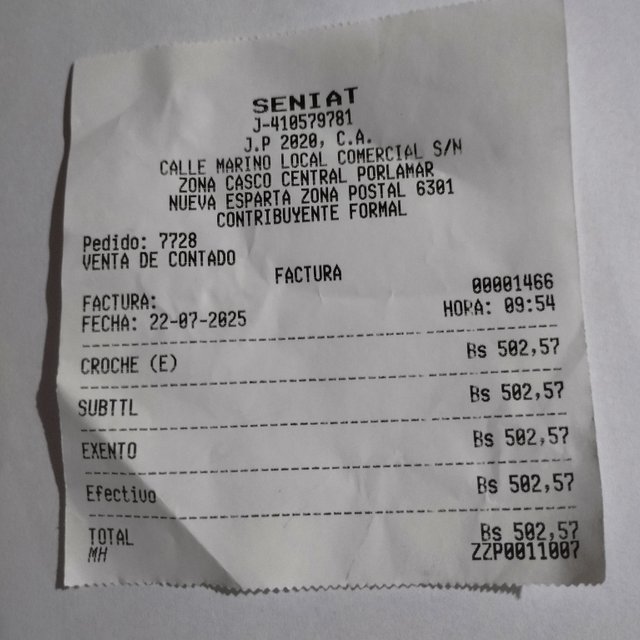 SENIAT
J-410579781
J.P 2020, C.A.
CALLE MARINO LOCAL COMERCIAL S/N
ZONA CASCO CENTRAL PORLAMAR
NUEVA ESPARTA ZONA POSTAL 6301
CONTRIBUYENTE FORMAL
Pedido: 7728
VENTA DE CONTADO
FACTURA
FACTURA: 00001466
FECHA: 22-07-2025 HORA: 09:54
CROCHE (E) Bs 502,57
SUBTTL Bs 502,57
EXENTO Bs 502,57
Efectivo Bs 502,57
TOTAL Bs 502,57
MH ZZP0011007